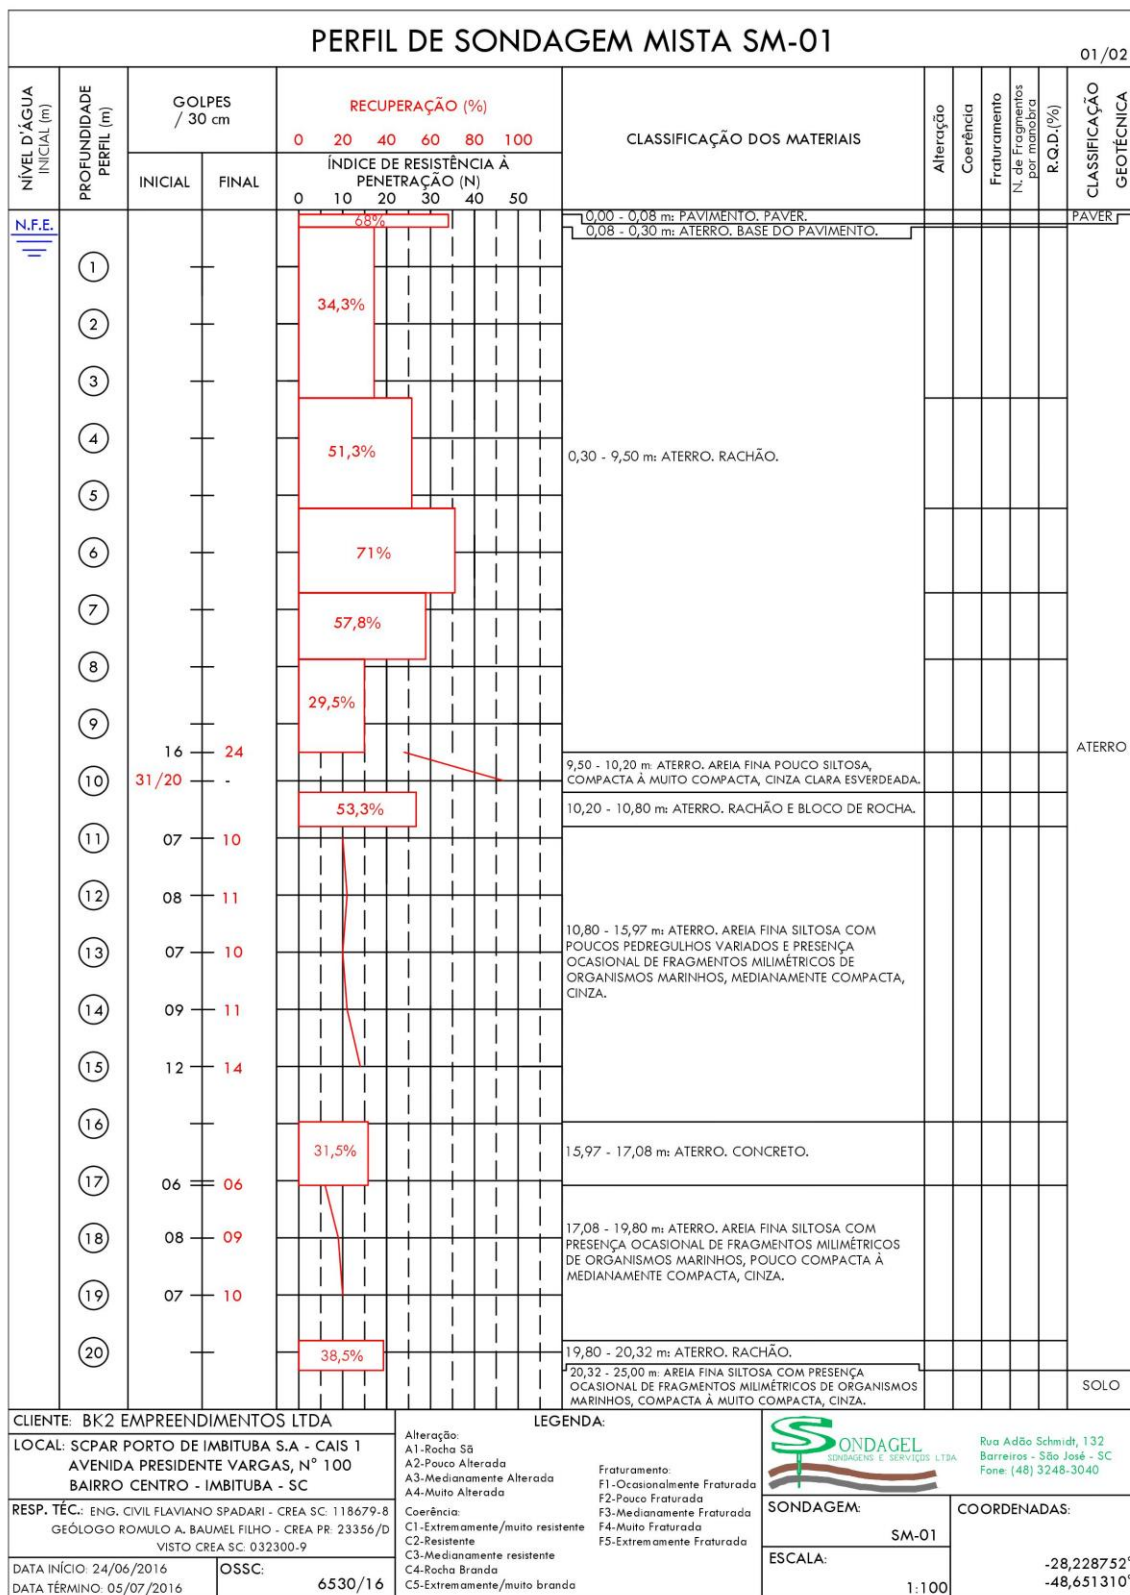 PERFIL DE SONDAGEM MISTA SM-01
01/02
NÍVEL D'ÁGUA
INICIAL (m)
PROFUNDIDADE
PERFIL (m)
GOLPES
/ 30 cm
INICIAL
FINAL
RECUPERAÇÃO (%)
0 20 40 60 80 100
ÍNDICE DE RESISTÊNCIA À
PENETRAÇÃO (N)
0 10 20 30 40 50
CLASSIFICAÇÃO DOS MATERIAIS
Alteração
Coerência
Fraturamento
N. de Fragmentos
por manobra
R.Q.D.(%)
CLASSIFICAÇÃO
GEOTÉCNICA
N.F.E.
68%
0,00 - 0,08 m: PAVIMENTO. PAVER.
PAVER
0,08 - 0,30 m: ATERRO. BASE DO PAVIMENTO.
1
34,3%
2
3
4
51,3%
0,30 - 9,50 m: ATERRO. RACHÃO.
5
6
71%
7
57,8%
8
29,5%
9
16 24
ATERRO
9,50 - 10,20 m: ATERRO. AREIA FINA POUCO SILTOSA,
COMPACTA À MUITO COMPACTA, CINZA CLARA ESVERDEADA.
10
31/20 -
53,3%
10,20 - 10,80 m: ATERRO. RACHÃO E BLOCO DE ROCHA.
11
07 10
12
08 11
10,80 - 15,97 m: ATERRO. AREIA FINA SILTOSA COM
POUCOS PEDREGULHOS VARIADOS E PRESENÇA
OCASIONAL DE FRAGMENTOS MILIMÉTRICOS DE
ORGANISMOS MARINHOS, MEDIANAMENTE COMPACTA,
CINZA.
13
07 10
14
09 11
15
12 14
16
31,5%
15,97 - 17,08 m: ATERRO. CONCRETO.
17
06 06
18
08 09
17,08 - 19,80 m: ATERRO. AREIA FINA SILTOSA COM
PRESENÇA OCASIONAL DE FRAGMENTOS MILIMÉTRICOS
DE ORGANISMOS MARINHOS, POUCO COMPACTA À
MEDIANAMENTE COMPACTA, CINZA.
19
07 10
20
38,5%
19,80 - 20,32 m: ATERRO. RACHÃO.
20,32 - 25,00 m: AREIA FINA SILTOSA COM PRESENÇA
OCASIONAL DE FRAGMENTOS MILIMÉTRICOS DE ORGANISMOS
MARINHOS, COMPACTA À MUITO COMPACTA, CINZA.
SOLO
CLIENTE: BK2 EMPREENDIMENTOS LTDA
LOCAL: SCPAR PORTO DE IMBITUBA S.A - CAIS 1
AVENIDA PRESIDENTE VARGAS, N° 100
BAIRRO CENTRO - IMBITUBA - SC
RESP. TÉC.: ENG. CIVIL FLAVIANO SPADARI - CREA SC: 118679-8
GEÓLOGO ROMULO A. BAUMEL FILHO - CREA PR: 23356/D
VISTO CREA SC: 032300-9
DATA INÍCIO: 24/06/2016
DATA TÉRMINO: 05/07/2016
OSSC:
6530/16
LEGENDA:
Alteração:
A1-Rocha Sã
A2-Pouco Alterada
A3-Medianamente Alterada
A4-Muito Alterada
Coerência:
C1-Extremamente/muito resistente
C2-Resistente
C3-Medianamente resistente
C4-Rocha Branda
C5-Extremamente/muito branda
Fraturamento:
F1-Ocasionalmente Fraturada
F2-Pouco Fraturada
F3-Medianamente Fraturada
F4-Muito Fraturada
F5-Extremamente Fraturada
SONDAGEL
SONDAGENS E SERVIÇOS LTDA
Rua Adão Schmidt, 132
Barreiros - São José - SC
Fone: (48) 3248-3040
SONDAGEM:
SM-01
ESCALA:
1:100
COORDENADAS:
-28,228752°
-48,651310°